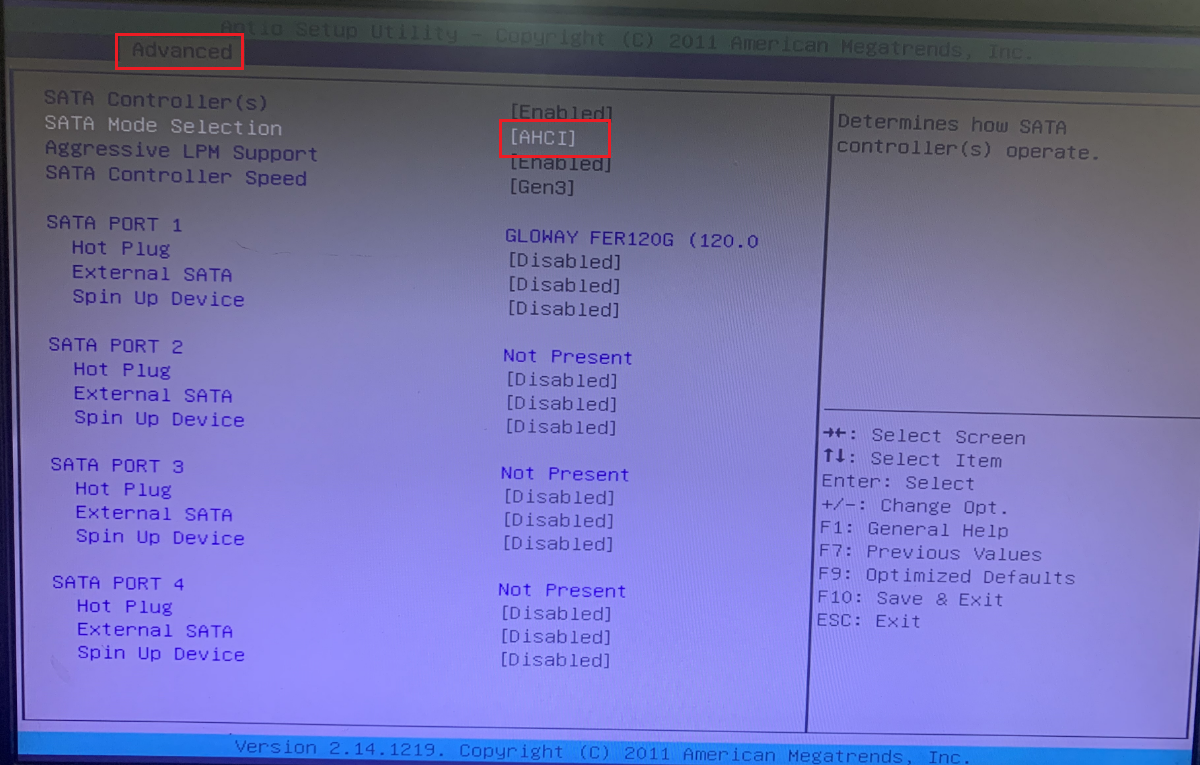 Aptio Setup Utility - Copyright (C) 2011 American Megatrends, Inc.
Advanced
SATA Controller(s) [Enabled]
SATA Mode Selection [AHCI]
Aggressive LPM Support [Enabled]
SATA Controller Speed [Gen3]
SATA PORT 1 GLOWAY FER120G (120.0
Hot Plug [Disabled]
External SATA [Disabled]
Spin Up Device [Disabled]
SATA PORT 2 Not Present
Hot Plug [Disabled]
External SATA [Disabled]
Spin Up Device [Disabled]
SATA PORT 3 Not Present
Hot Plug [Disabled]
External SATA [Disabled]
Spin Up Device [Disabled]
SATA PORT 4 Not Present
Hot Plug [Disabled]
External SATA [Disabled]
Spin Up Device [Disabled]
Determines how SATA
controller(s) operate.
→←: Select Screen
↑↓: Select Item
Enter: Select
+/-: Change Opt.
F1: General Help
F7: Previous Values
F9: Optimized Defaults
F10: Save & Exit
ESC: Exit
Version 2.14.1219. Copyright (C) 2011 American Megatrends, Inc.